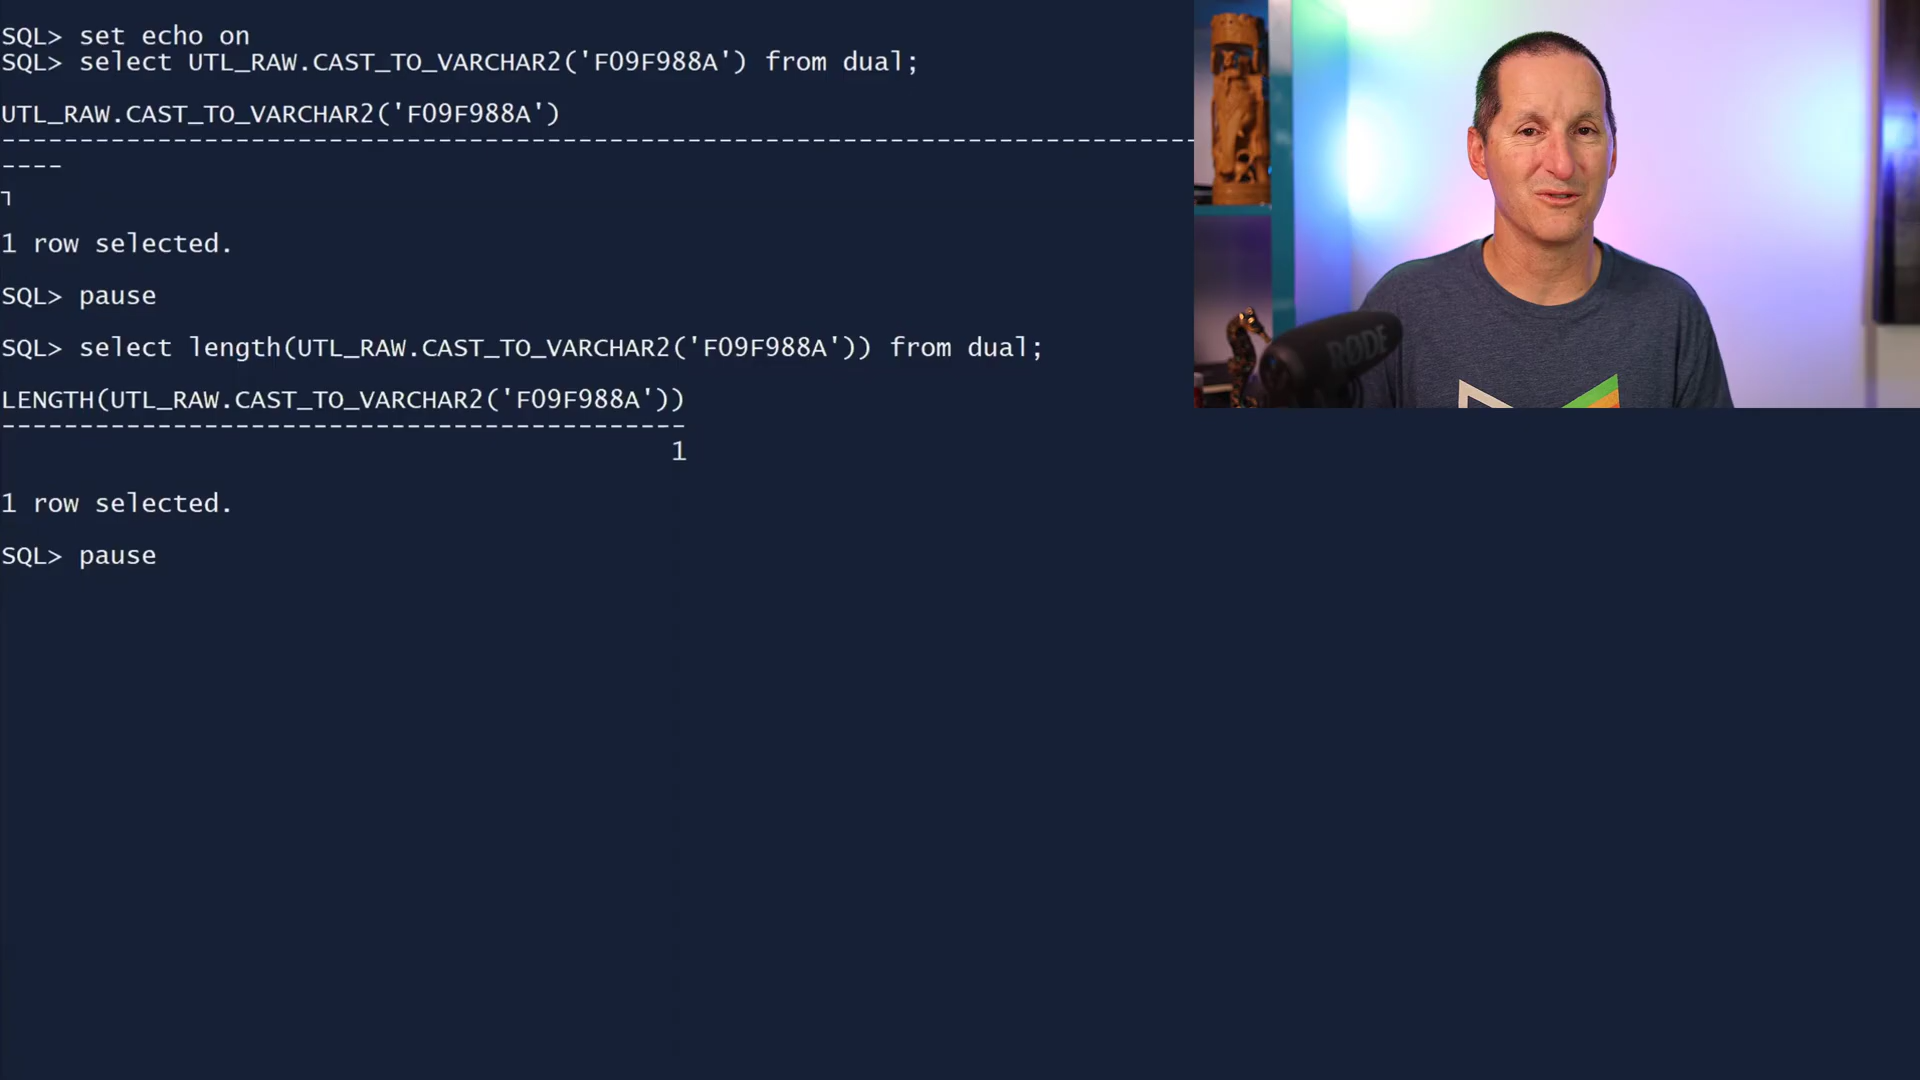 SQL> set echo on
SQL> select UTL_RAW.CAST_TO_VARCHAR2('F09F988A') from dual;
UTL_RAW.CAST_TO_VARCHAR2('F09F988A')
--------------------------------------------------------------------------------
----
┐
1 row selected.
SQL> pause
SQL> select length(UTL_RAW.CAST_TO_VARCHAR2('F09F988A')) from dual;
LENGTH(UTL_RAW.CAST_TO_VARCHAR2('F09F988A'))
--------------------------------------------
1
1 row selected.
SQL> pause
RØDE